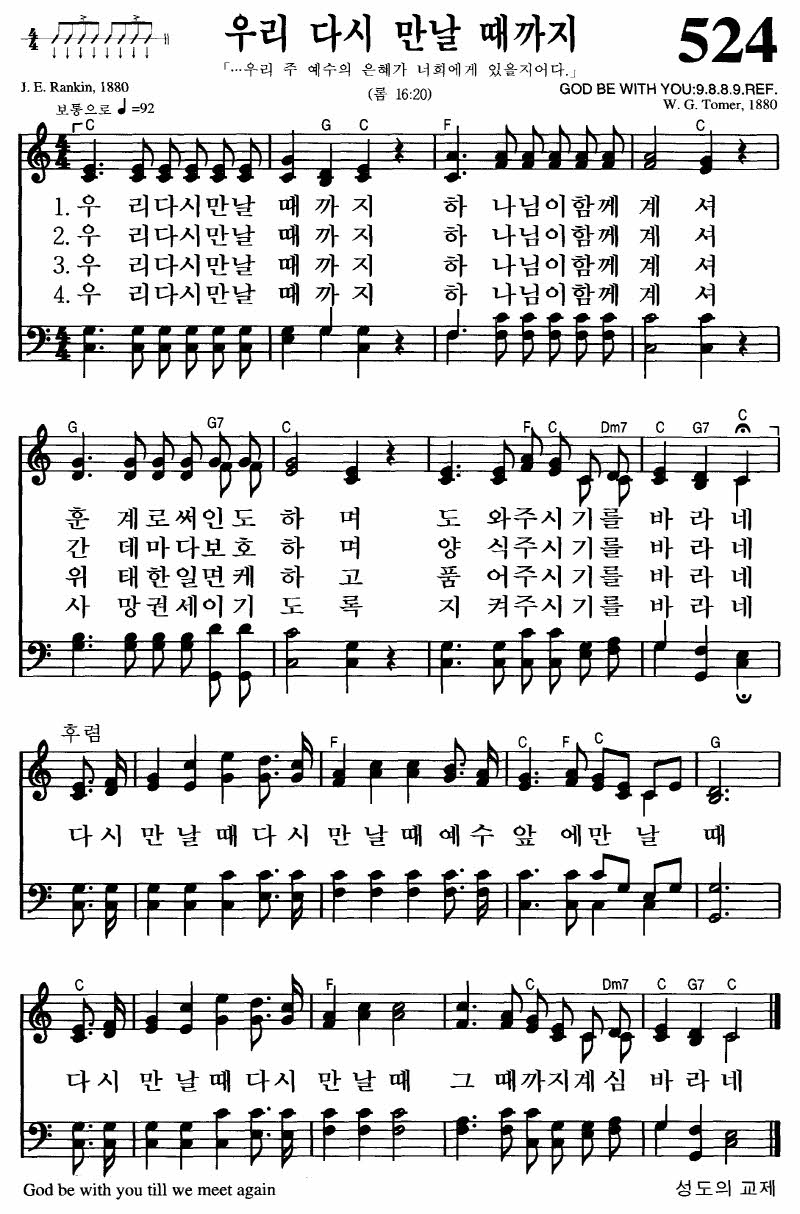 우리 다시 만날 때까지
524
「…우리 주 예수의 은혜가 너희에게 있을지어다.」
J. E. Rankin, 1880
(롬 16:20)
GOD BE WITH YOU:9.8.8.9.REF.
보통으로 ♩=92
W. G. Tomer, 1880
C G C F C
1. 우 리다시만날 때 까 지 하 나님이함께 계 셔
2. 우 리다시만날 때 까 지 하 나님이함께 계 셔
3. 우 리다시만날 때 까 지 하 나님이함께 계 셔
4. 우 리다시만날 때 까 지 하 나님이함께 계 셔
G G7 C F C Dm7 C G7 C
훈 계로써인도 하 며 도 와주시기를 바 라 네
간 데마다보호 하 며 양 식주시기를 바 라 네
위 태한일면케 하 고 품 어주시기를 바 라 네
사 망권세이기 도 록 지 켜주시기를 바 라 네
후렴
F C F C G
다 시 만 날 때 다 시 만 날 때 예 수 앞 에 만 날 때
C F C Dm7 C G7 C
다 시 만 날 때 다 시 만 날 때 그 때까지계심 바 라 네
God be with you till we meet again
성도의 교제